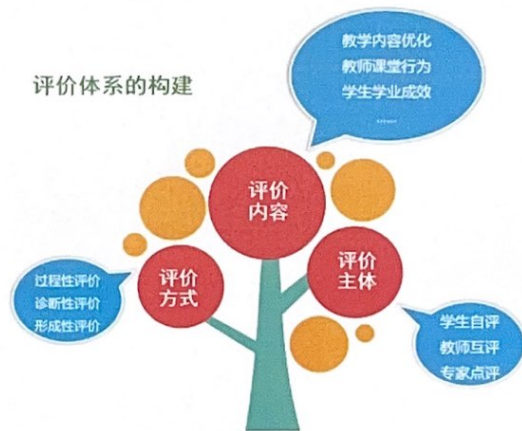 评价体系的构建
教学内容优化
教师课堂行为
学生学业成效
……
评价
内容
评价
方式
评价
主体
过程性评价
诊断性评价
形成性评价
学生自评
教师互评
专家点评